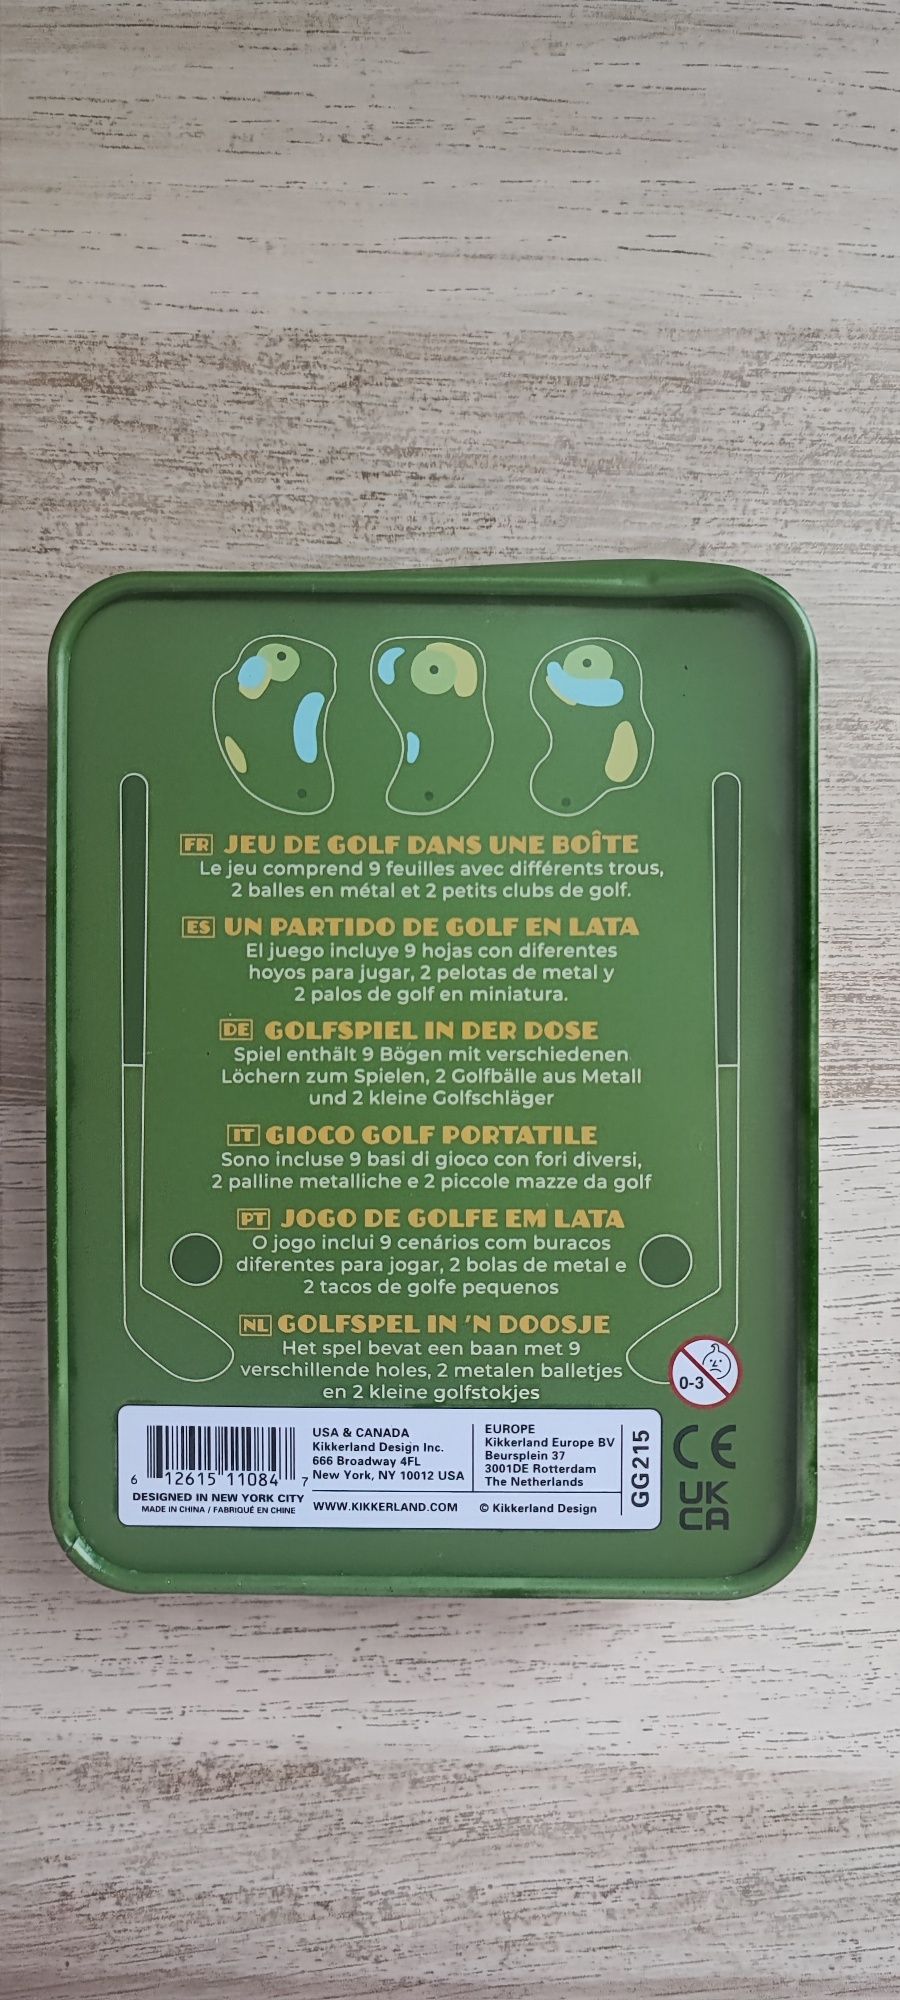 FR JEU DE GOLF DANS UNE BOÎTE
Le jeu comprend 9 feuilles avec différents trous,
2 balles en métal et 2 petits clubs de golf.
ES UN PARTIDO DE GOLF EN LATA
El juego incluye 9 hojas con diferentes
hoyos para jugar, 2 pelotas de metal y
2 palos de golf en miniatura.
DE GOLFSPIEL IN DER DOSE
Spiel enthält 9 Bögen mit verschiedenen
Löchern zum Spielen, 2 Golfbälle aus Metall
und 2 kleine Golfschläger
IT GIOCO GOLF PORTATILE
Sono incluse 9 basi di gioco con fori diversi,
2 palline metalliche e 2 piccole mazze da golf
PT JOGO DE GOLFE EM LATA
O jogo inclui 9 cenários com buracos
diferentes para jogar, 2 bolas de metal e
2 tacos de golfe pequenos
NL GOLFSPEL IN 'N DOOSJE
Het spel bevat een baan met 9
verschillende holes, 2 metalen balletjes
en 2 kleine golfstokjes
0-3
6 12615 11084 7
DESIGNED IN NEW YORK CITY
MADE IN CHINA / FABRIQUÉ EN CHINE
USA & CANADA
Kikkerland Design Inc.
666 Broadway 4FL
New York, NY 10012 USA
WWW.KIKKERLAND.COM
EUROPE
Kikkerland Europe BV
Beursplein 37
3001DE Rotterdam
The Netherlands
© Kikkerland Design
GG215
CE
UK
CA